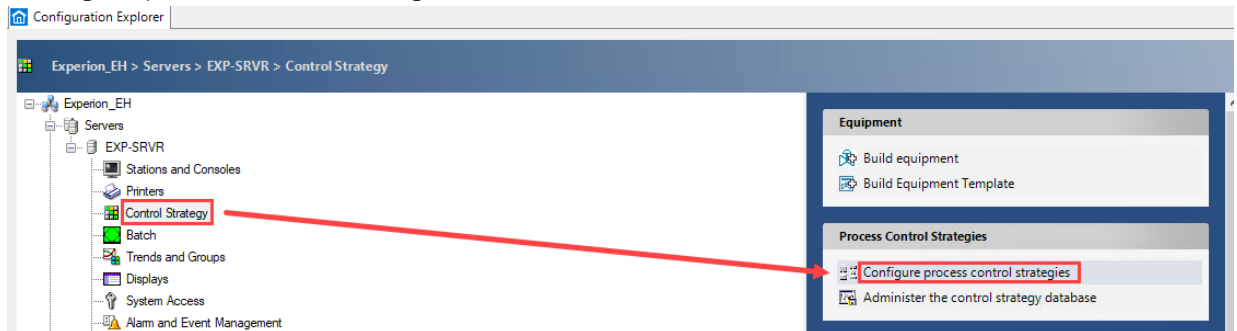 Configuration Explorer
Experion_EH > Servers > EXP-SRVR > Control Strategy
Experion_EH
Servers
EXP-SRVR
Stations and Consoles
Printers
Control Strategy
Batch
Trends and Groups
Displays
System Access
Alarm and Event Management
Equipment
Build equipment
Build Equipment Template
Process Control Strategies
Configure process control strategies
Administer the control strategy database